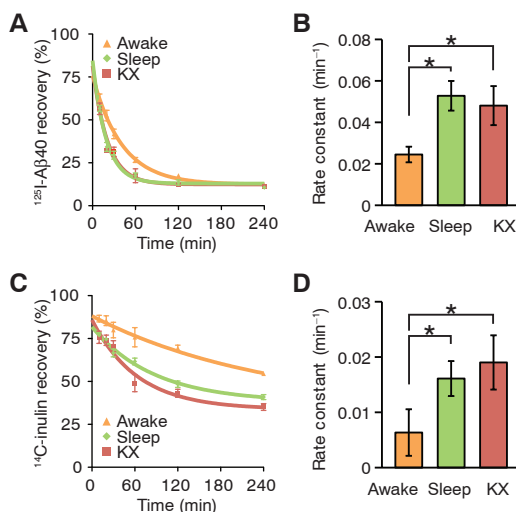 A
Awake
Sleep
KX
¹²⁵I-Aβ40 recovery (%)
100
75
50
25
0
0 60 120 180 240
Time (min)
B
Rate constant (min⁻¹)
0.08
0.06
0.04
0.02
0
*
*
Awake Sleep KX
C
¹⁴C-inulin recovery (%)
100
75
50
25
0
Awake
Sleep
KX
0 60 120 180 240
Time (min)
D
Rate constant (min⁻¹)
0.03
0.02
0.01
0
*
*
Awake Sleep KX